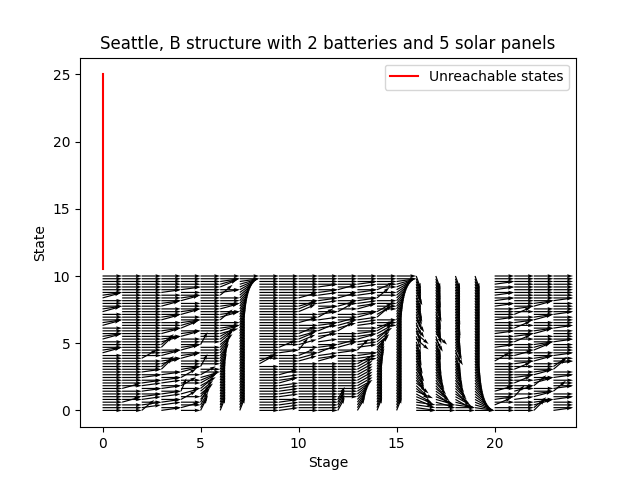 Seattle, B structure with 2 batteries and 5 solar panels
Unreachable states
25
20
15
10
5
0
State
0
5
10
15
20
Stage